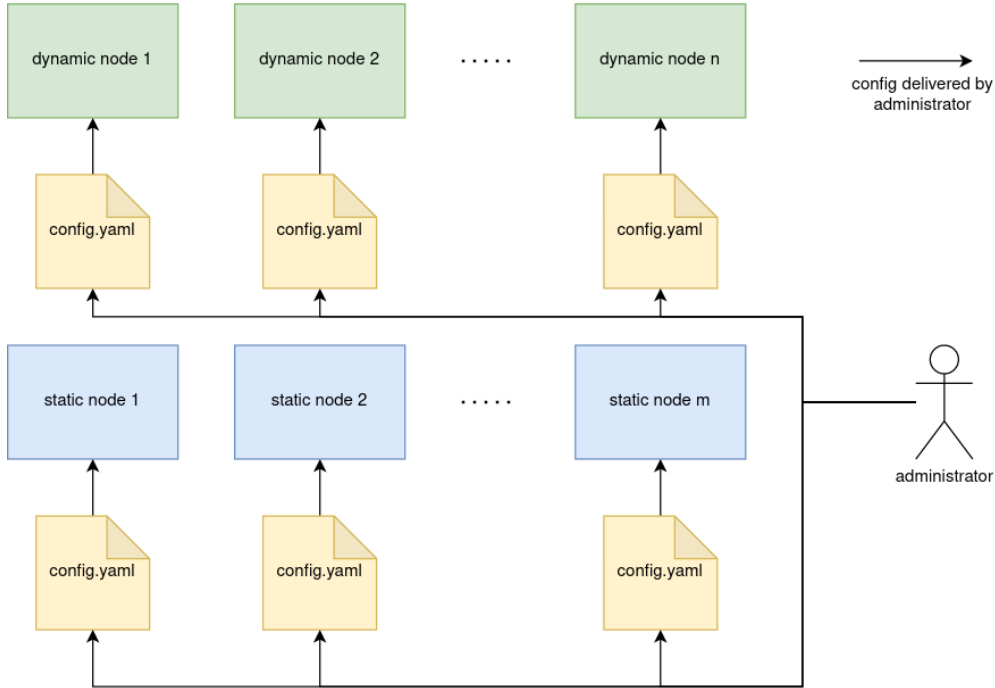 dynamic node 1
dynamic node 2
.....
dynamic node n
config delivered by
administrator
config.yaml
config.yaml
config.yaml
static node 1
static node 2
.....
static node m
administrator
config.yaml
config.yaml
config.yaml